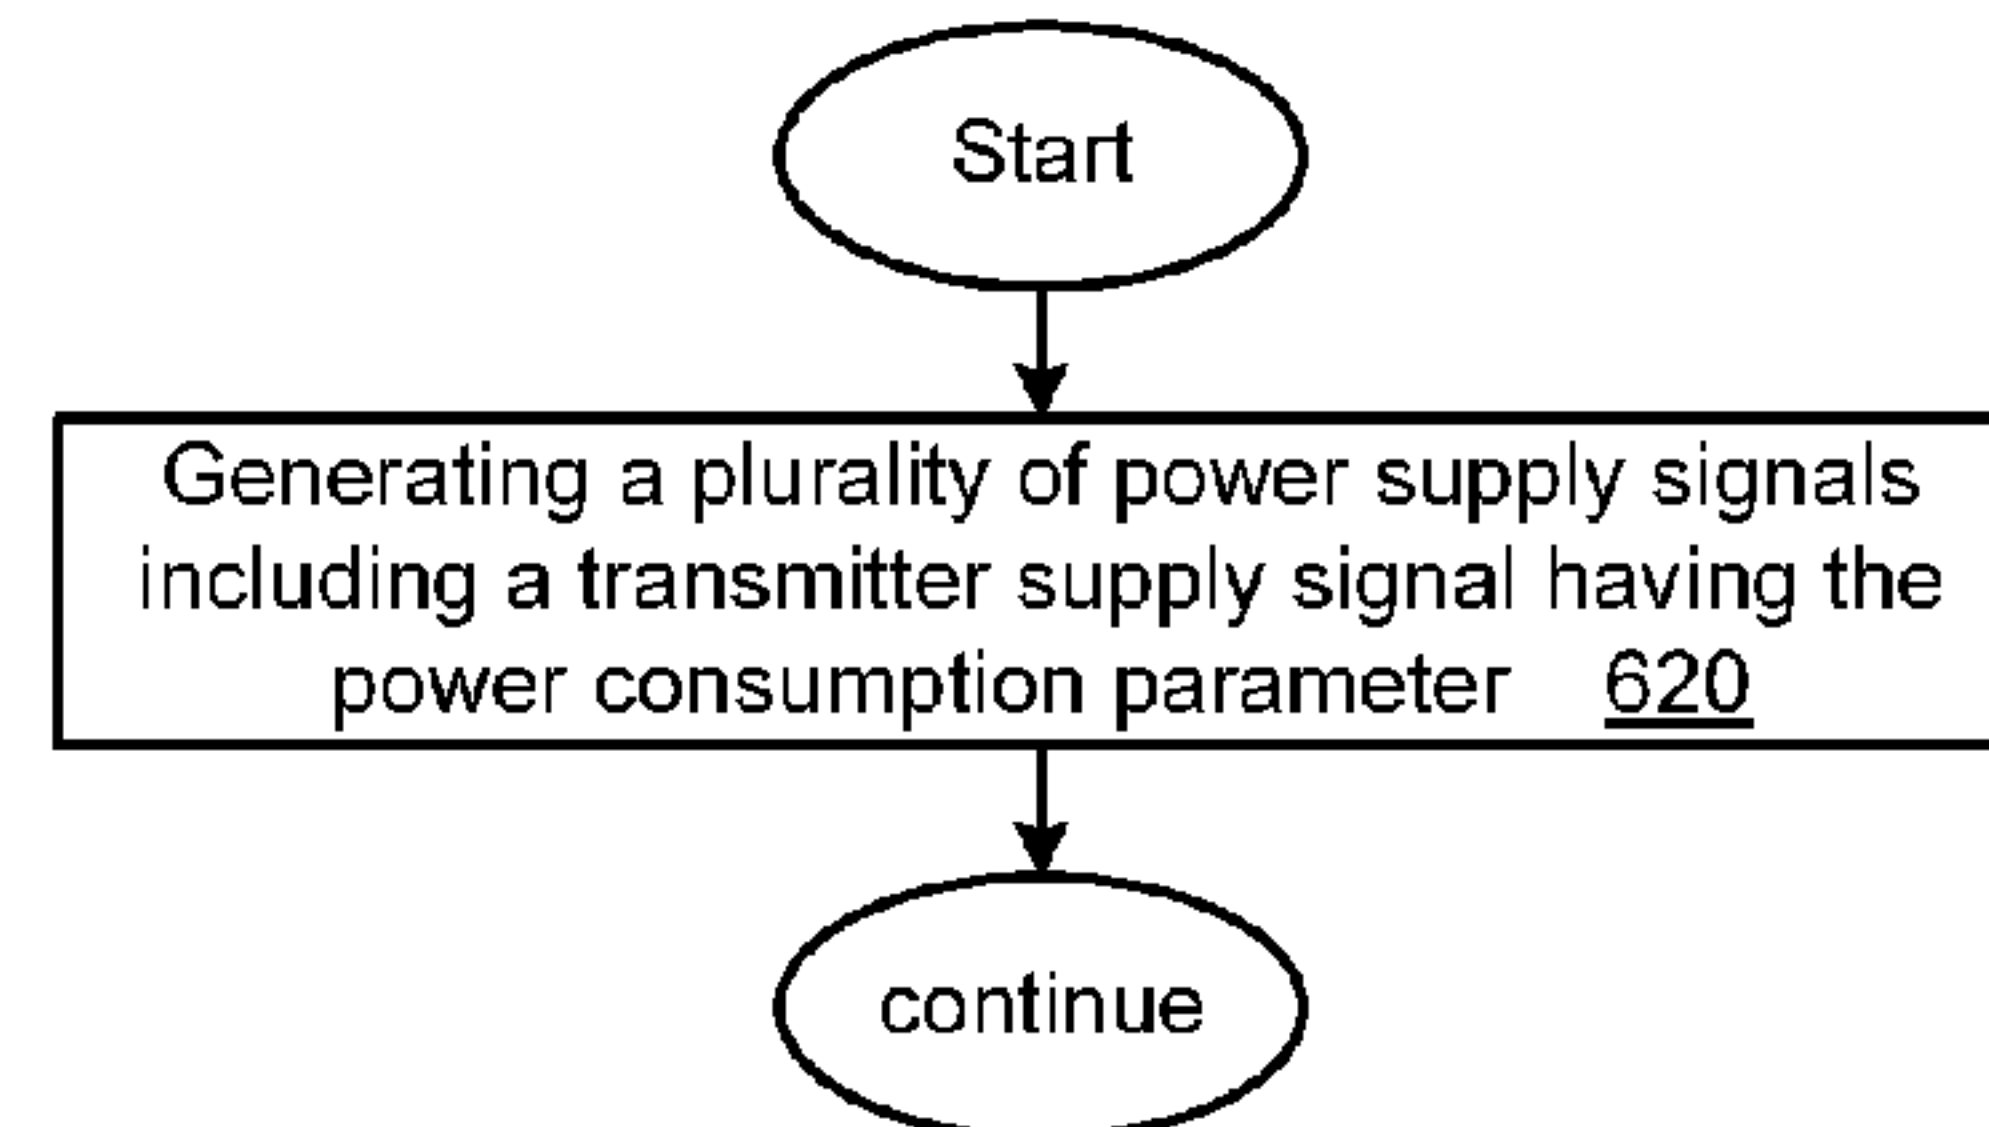 Start
Generating a plurality of power supply signals
including a transmitter supply signal having the
power consumption parameter 620
continue